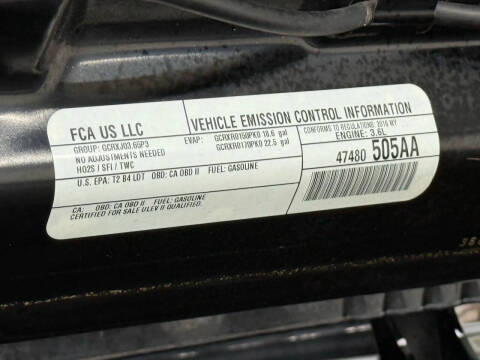 FCA US LLC
VEHICLE EMISSION CONTROL INFORMATION
GROUP: GCRXJ03.6GP3
NO ADJUSTMENTS NEEDED
HO2S / SFI / TWC
EVAP: GCRXR0150PK0 18.6 gal
GCRXR0170PK0 22.5 gal
CONFORMS TO REGULATIONS: 2016 MY
ENGINE: 3.6L
U.S. EPA: T2 B4 LDT OBD: CA OBD II FUEL: GASOLINE
47480 505AA
CA: OBD: CA OBD II FUEL: GASOLINE
CERTIFIED FOR SALE ULEV II QUALIFIED.